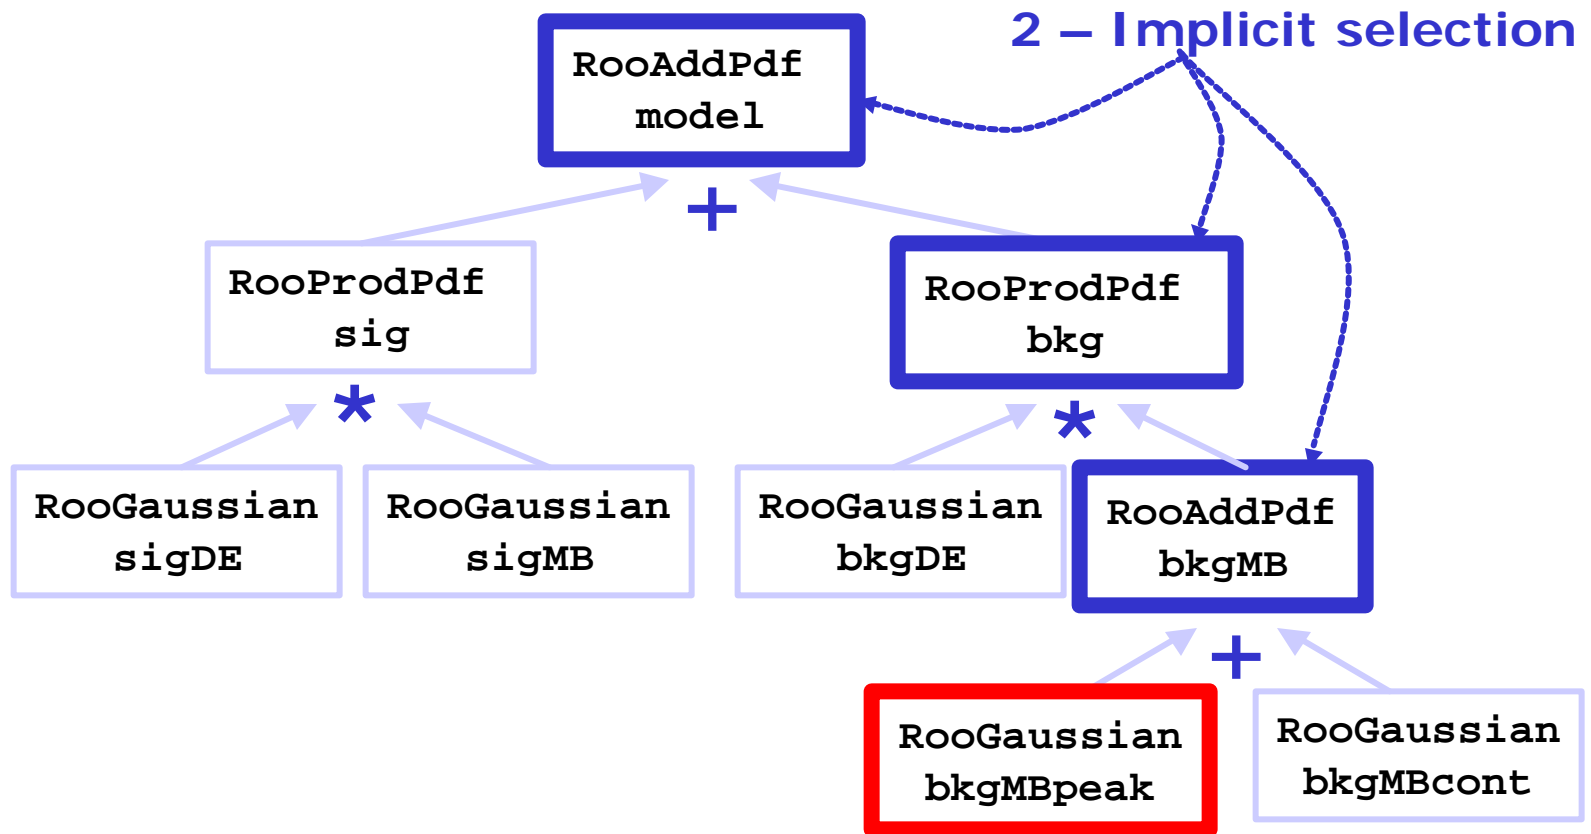 2 – Implicit selection
RooAddPdf
model
+
RooProdPdf
sig
RooProdPdf
bkg
*
*
RooGaussian
sigDE
RooGaussian
sigMB
RooGaussian
bkgDE
RooAddPdf
bkgMB
+
RooGaussian
bkgMBpeak
RooGaussian
bkgMBcont